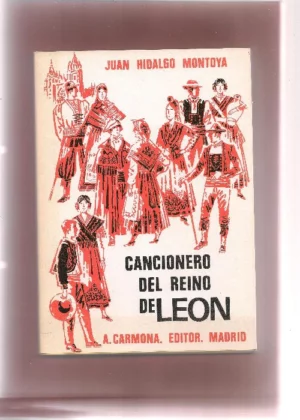 JUAN HIDALGO MONTOYA
CANCIONERO
DEL REINO
DE LEON
A. CARMONA. EDITOR. MADRID